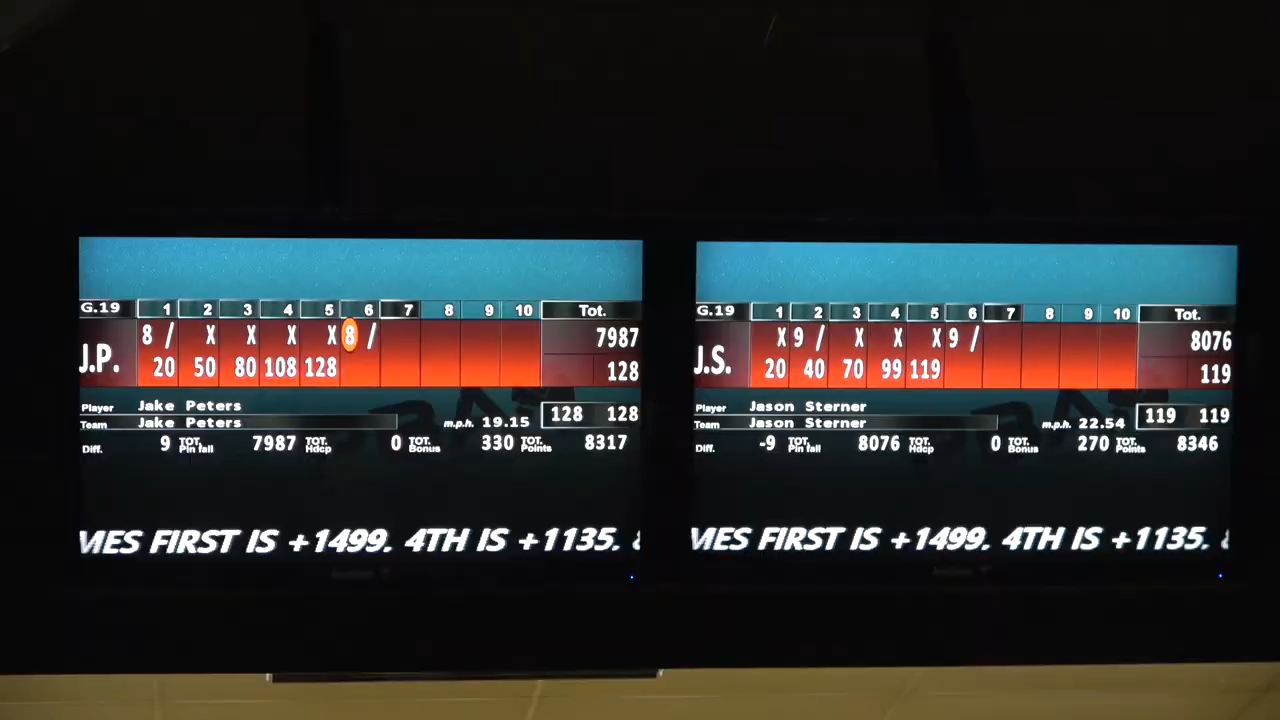 G.19 1 2 3 4 5 6 7 8 9 10 Tot.
8 / X X X X 8 / 7987
J.P. 20 50 80 108 128 128
Player Jake Peters
Team Jake Peters m.p.h. 19.15 128 128
Diff. 9 TOT. Pin fall 7987 TOT. Hdcp 0 TOT. Bonus 330 TOT. Points 8317
MES FIRST IS +1499. 4TH IS +1135.
G.19 1 2 3 4 5 6 7 8 9 10 Tot.
X 9 / X X X 9 / 8076
J.S. 20 40 70 99 119 119
Player Jason Sterner
Team Jason Sterner m.p.h. 22.54 119 119
Diff. -9 TOT. Pin fall 8076 TOT. Hdcp 0 TOT. Bonus 270 TOT. Points 8346
MES FIRST IS +1499. 4TH IS +1135.